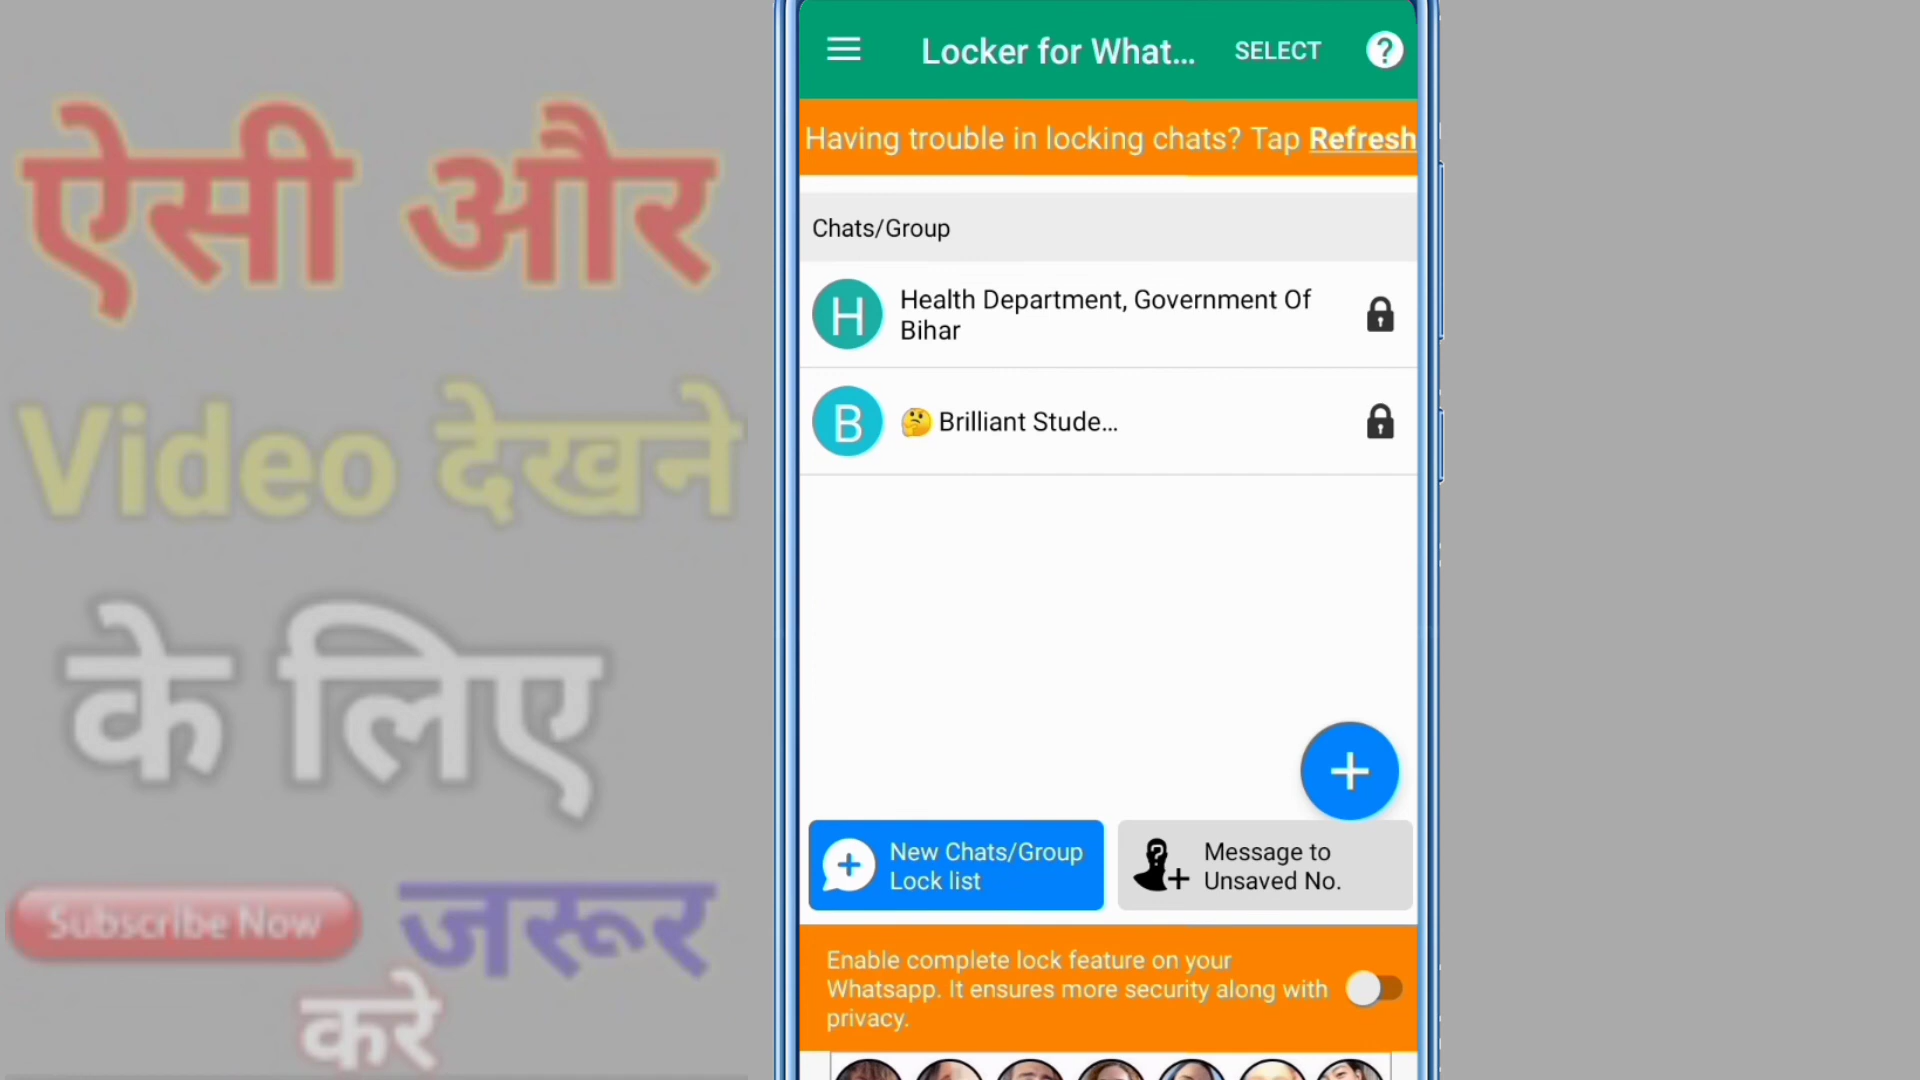 ऐसी और
Video देखने
के लिए
Subscribe Now जरूर
करे
Locker for What... SELECT
Having trouble in locking chats? Tap Refresh
Chats/Group
H Health Department, Government Of
Bihar
B 🤔 Brilliant Stude...
New Chats/Group
Lock list
Message to
Unsaved No.
Enable complete lock feature on your
Whatsapp. It ensures more security along with
privacy.